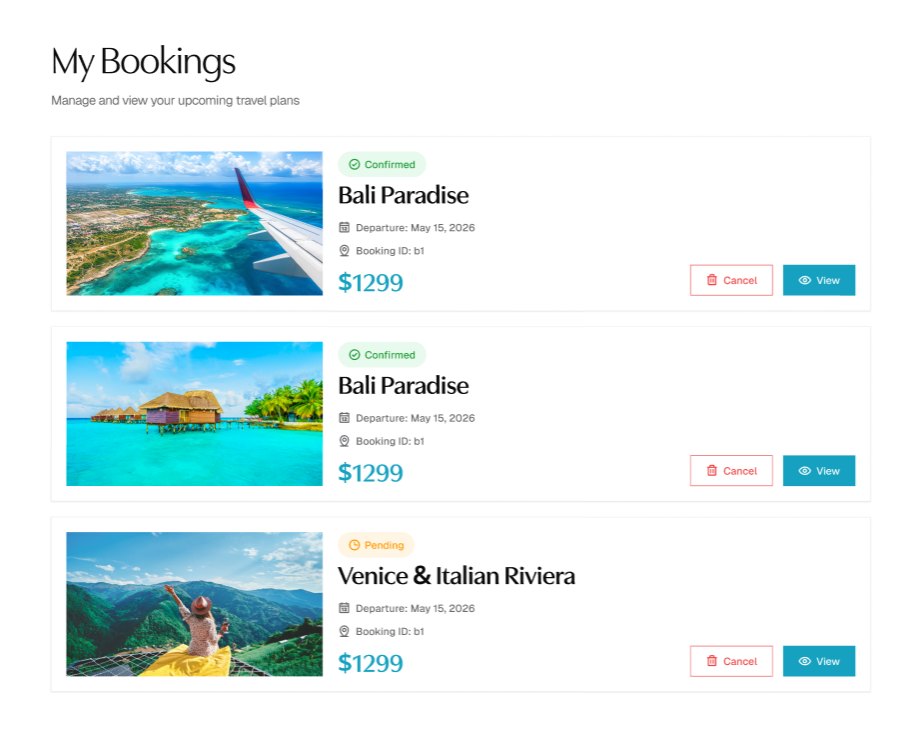 My Bookings
Manage and view your upcoming travel plans
Confirmed
Bali Paradise
Departure: May 15, 2026
Booking ID: b1
$1299
Cancel
View
Confirmed
Bali Paradise
Departure: May 15, 2026
Booking ID: b1
$1299
Cancel
View
Pending
Venice & Italian Riviera
Departure: May 15, 2026
Booking ID: b1
$1299
Cancel
View